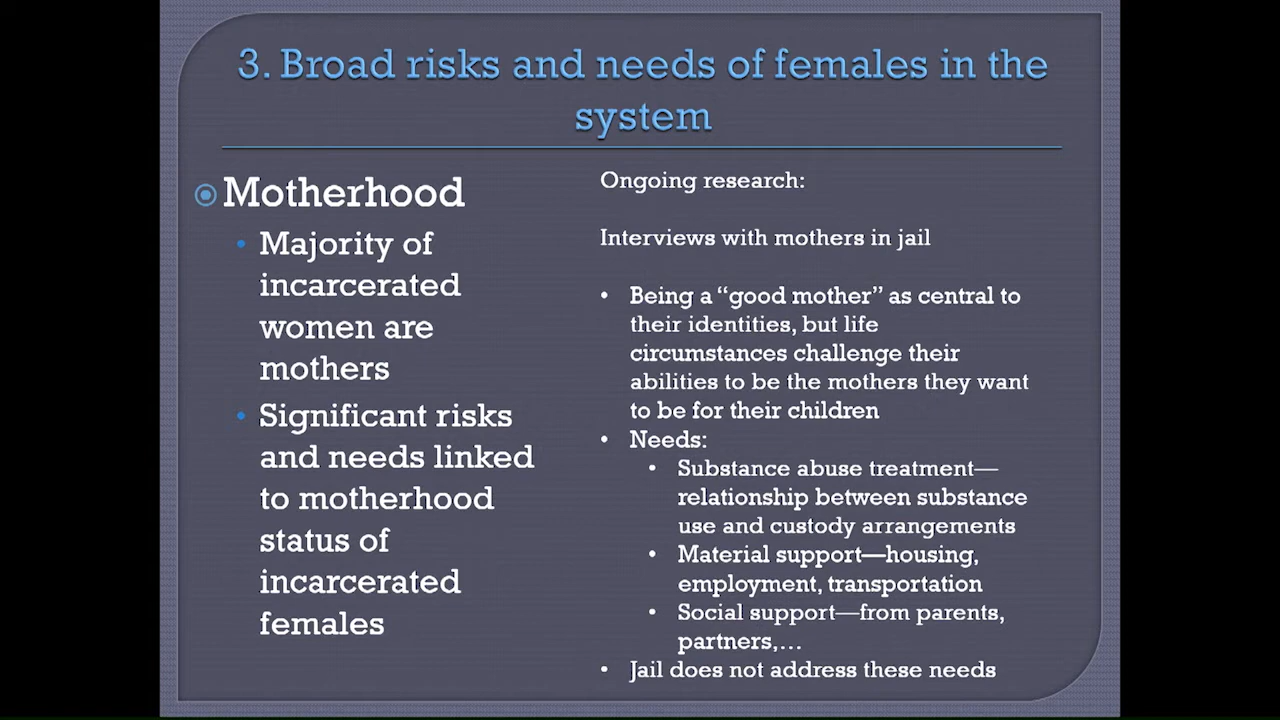 3. Broad risks and needs of females in the
system
Motherhood
• Majority of
incarcerated
women are
mothers
• Significant risks
and needs linked
to motherhood
status of
incarcerated
females
Ongoing research:
Interviews with mothers in jail
• Being a “good mother” as central to
their identities, but life
circumstances challenge their
abilities to be the mothers they want
to be for their children
• Needs:
• Substance abuse treatment—
relationship between substance
use and custody arrangements
• Material support—housing,
employment, transportation
• Social support—from parents,
partners,…
• Jail does not address these needs